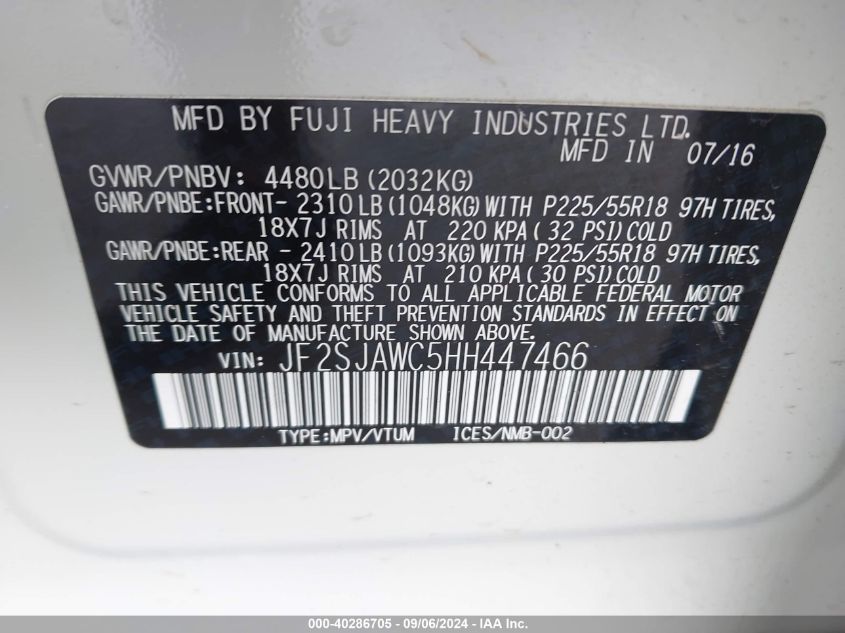 MFD BY FUJI HEAVY INDUSTRIES LTD.
MFD IN 07/16
GVWR/PNBV: 4480LB(2032KG)
GAWR/PNBE:FRONT- 2310LB(1048KG)WITH P225/55R18 97H TIRES,
18X7J RIMS AT 220 KPA( 32 PSI)COLD
GAWR/PNBE:REAR - 2410LB(1093KG)WITH P225/55R18 97H TIRES,
18X7J RIMS AT 210 KPA( 30 PSI)COLD
THIS VEHICLE CONFORMS TO ALL APPLICABLE FEDERAL MOTOR
VEHICLE SAFETY AND THEFT PREVENTION STANDARDS IN EFFECT ON
THE DATE OF MANUFACTURE SHOWN ABOVE.
VIN: JF2SJAWC5HH447466
TYPE:MPV/VTUM ICES/NMB-002
000-40286705 - 09/06/2024 - IAA Inc.